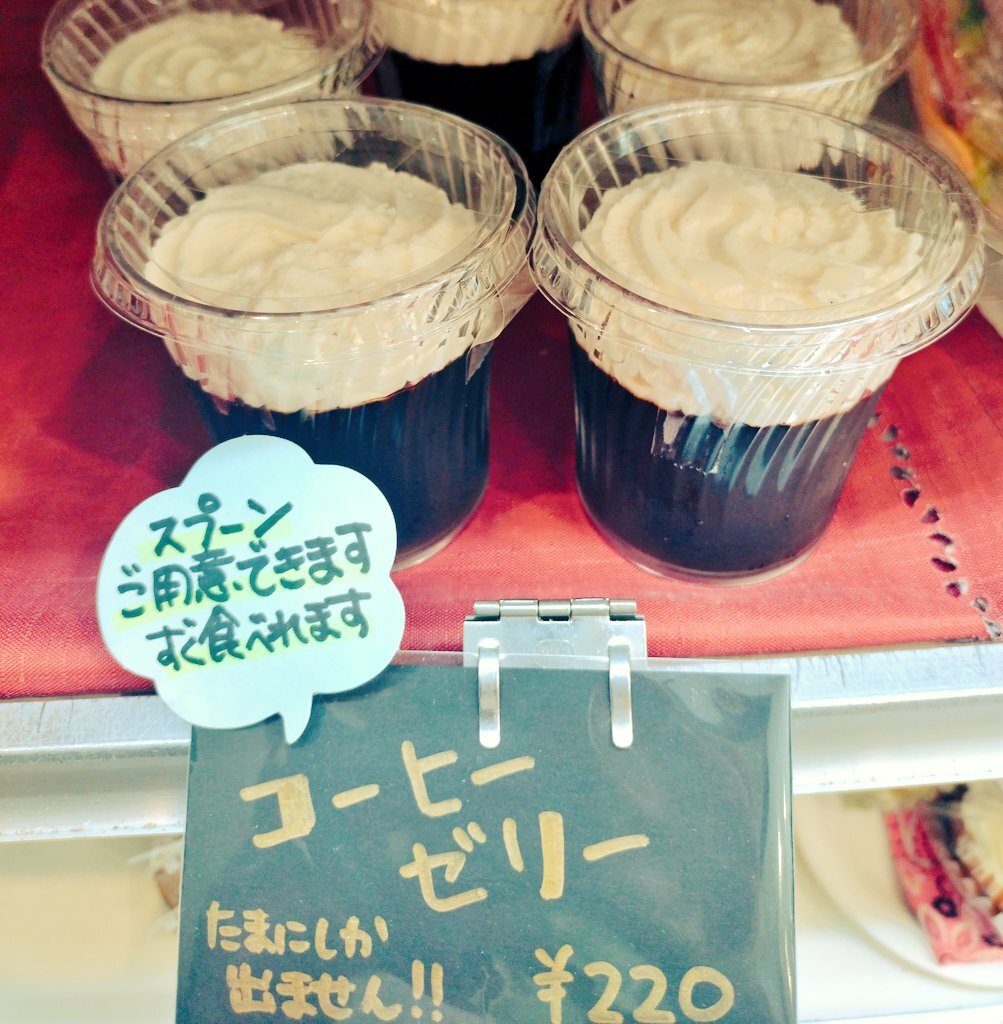 スプーン
ご用意できます
すぐ食べれます
コーヒー
ゼリー
たまにしか
出ません!!
¥220